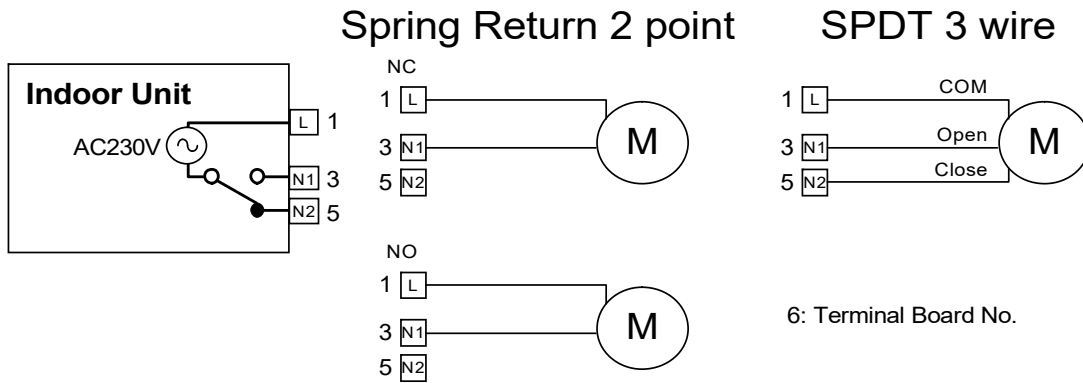 Spring Return 2 point
SPDT 3 wire
Indoor Unit
AC230V
L 1
N1 3
N2 5
NC
1 L
3 N1
5 N2
M
NO
1 L
3 N1
5 N2
M
1 L
3 N1
5 N2
COM
Open
Close
M
6: Terminal Board No.